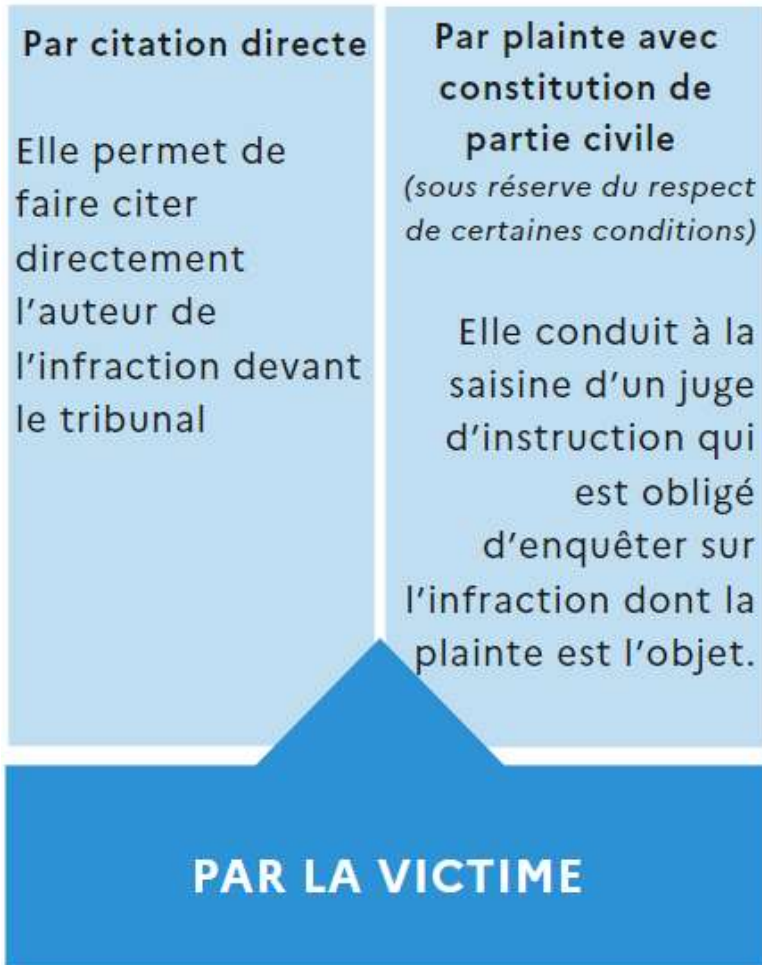 Par citation directe
Elle permet de
faire citer
directement
l'auteur de
l'infraction devant
le tribunal
Par plainte avec
constitution de
partie civile
(sous réserve du respect
de certaines conditions)
Elle conduit à la
saisine d'un juge
d'instruction qui
est obligé
d'enquêter sur
l'infraction dont la
plainte est l'objet.
PAR LA VICTIME